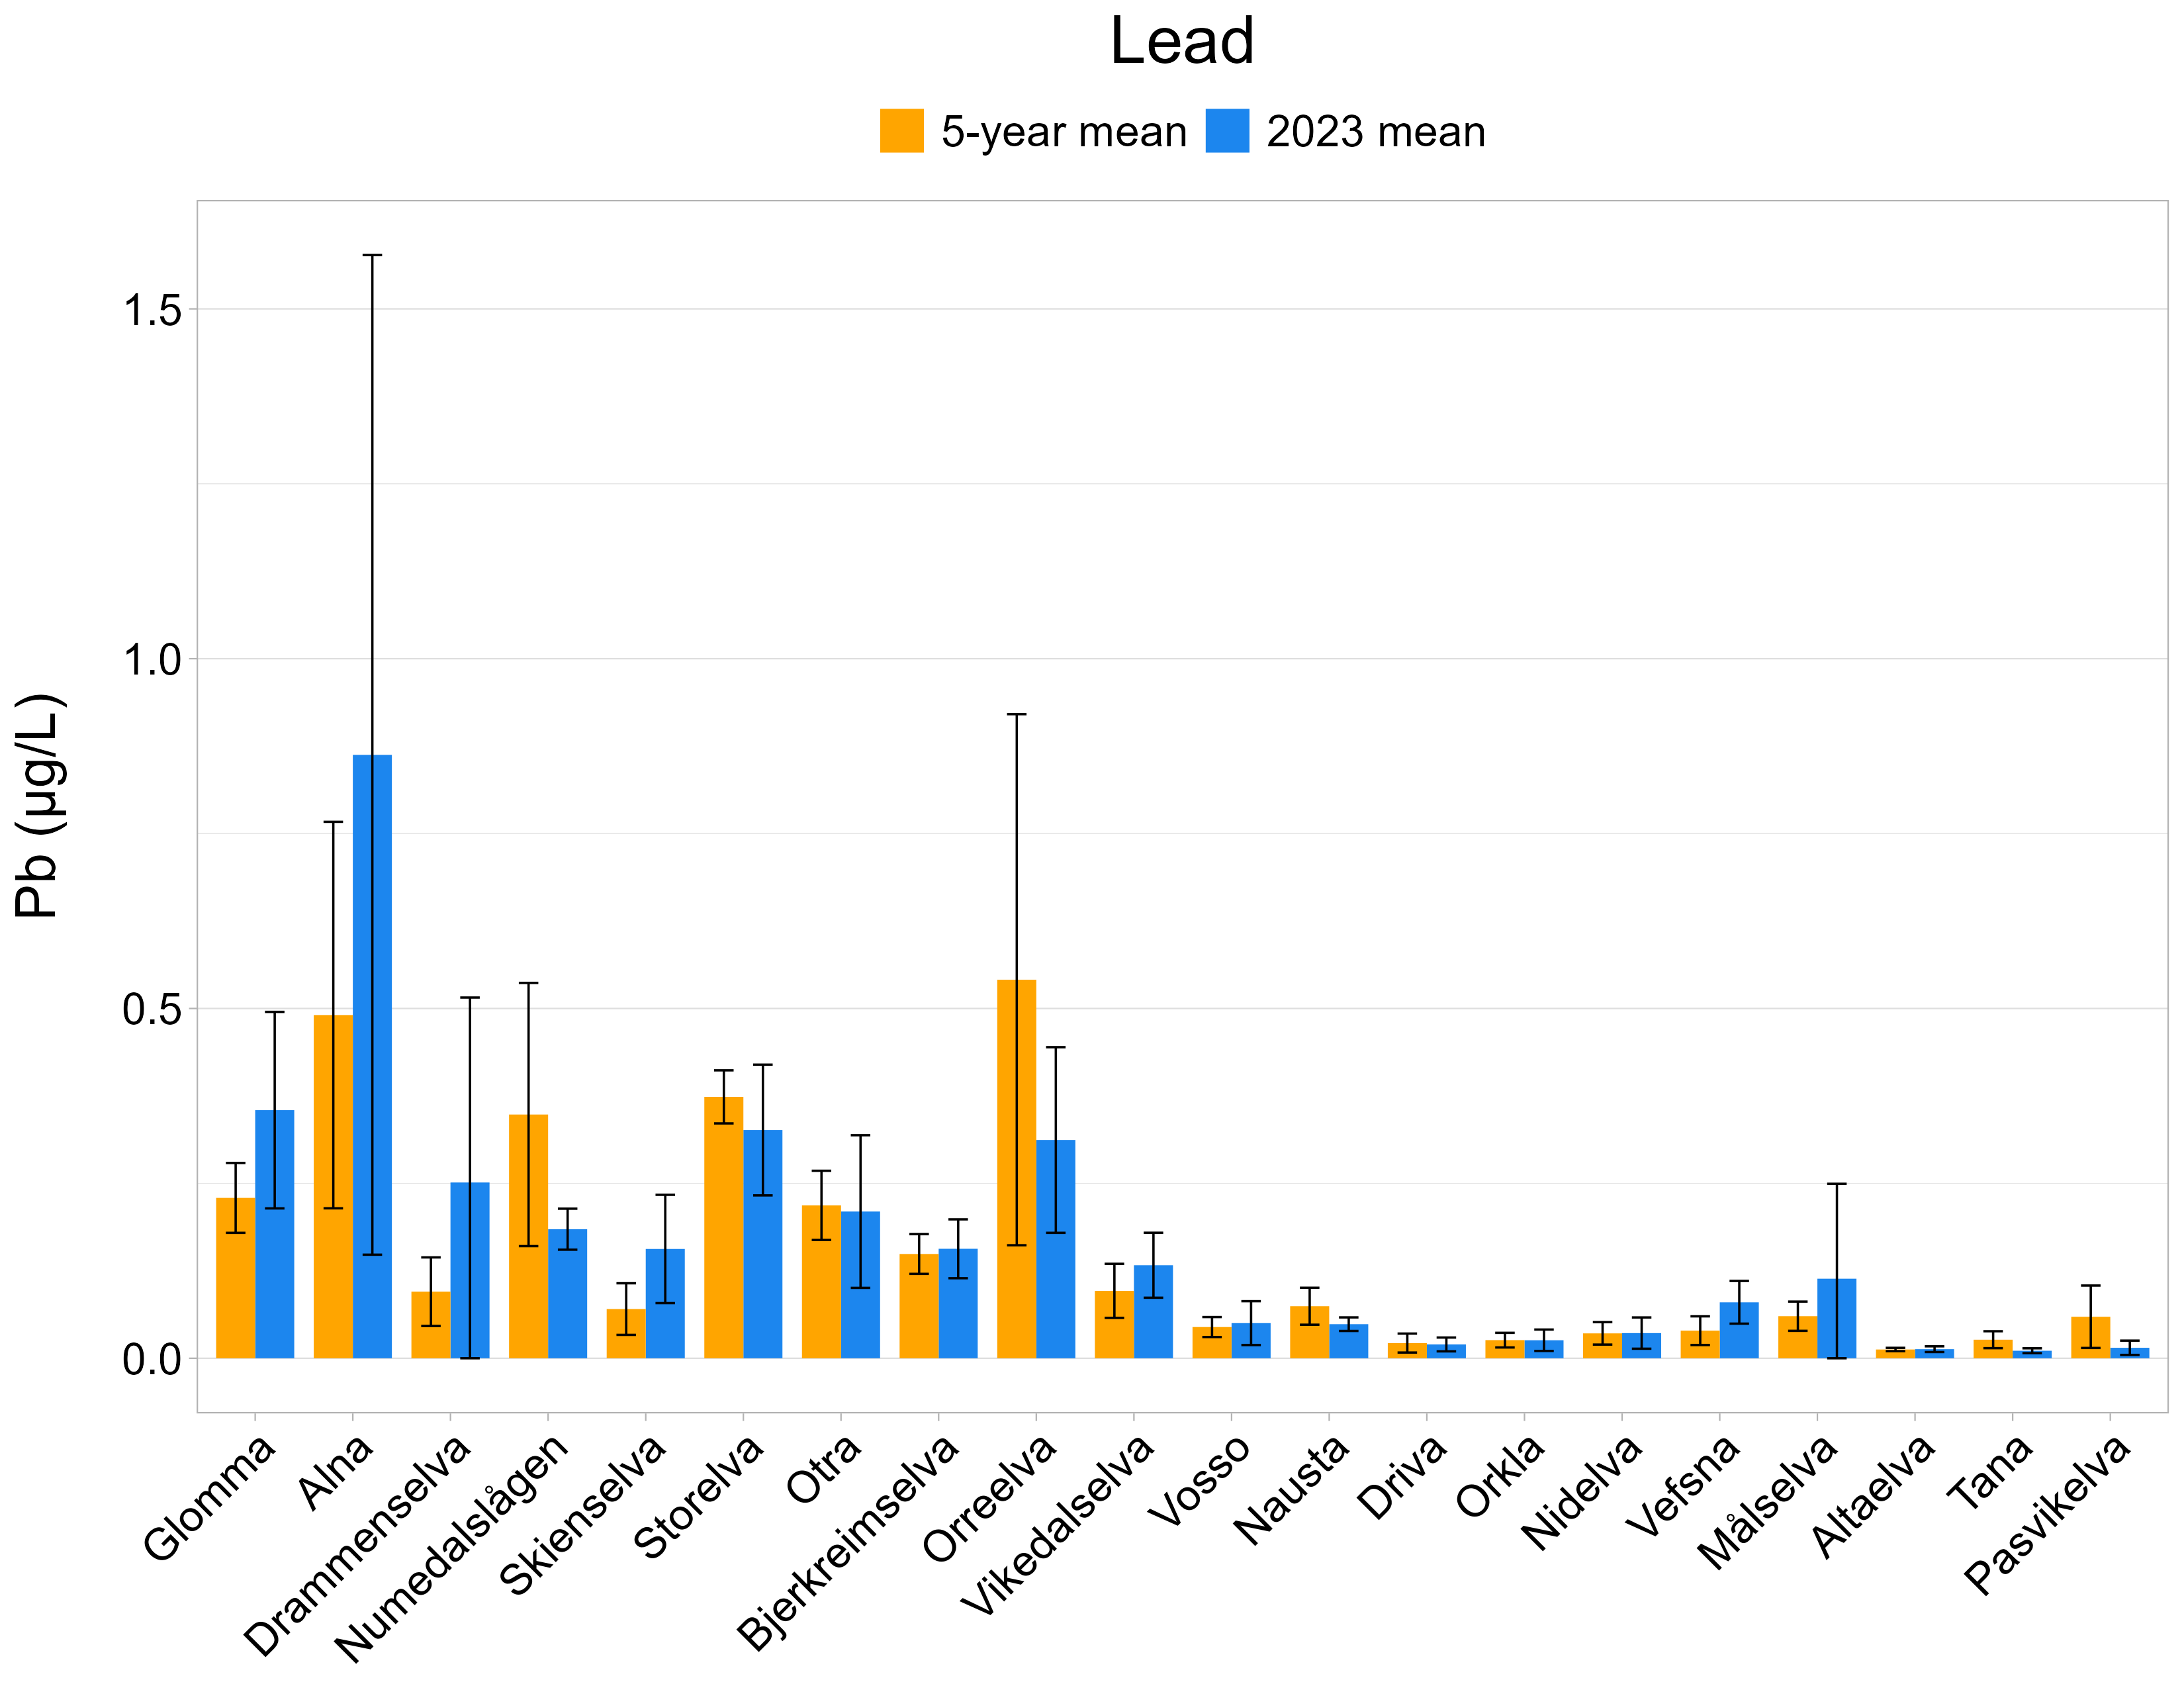 Lead
5-year mean 2023 mean
Pb (µg/L)
1.5
1.0
0.5
0.0
Glomma
Alna
Drammenselva
Numedalslågen
Skienselva
Storelva
Otra
Bjerkreimselva
Orreelva
Vikedalselva
Vosso
Nausta
Driva
Orkla
Nidelva
Vefsna
Målselva
Altaelva
Tana
Pasvikelva